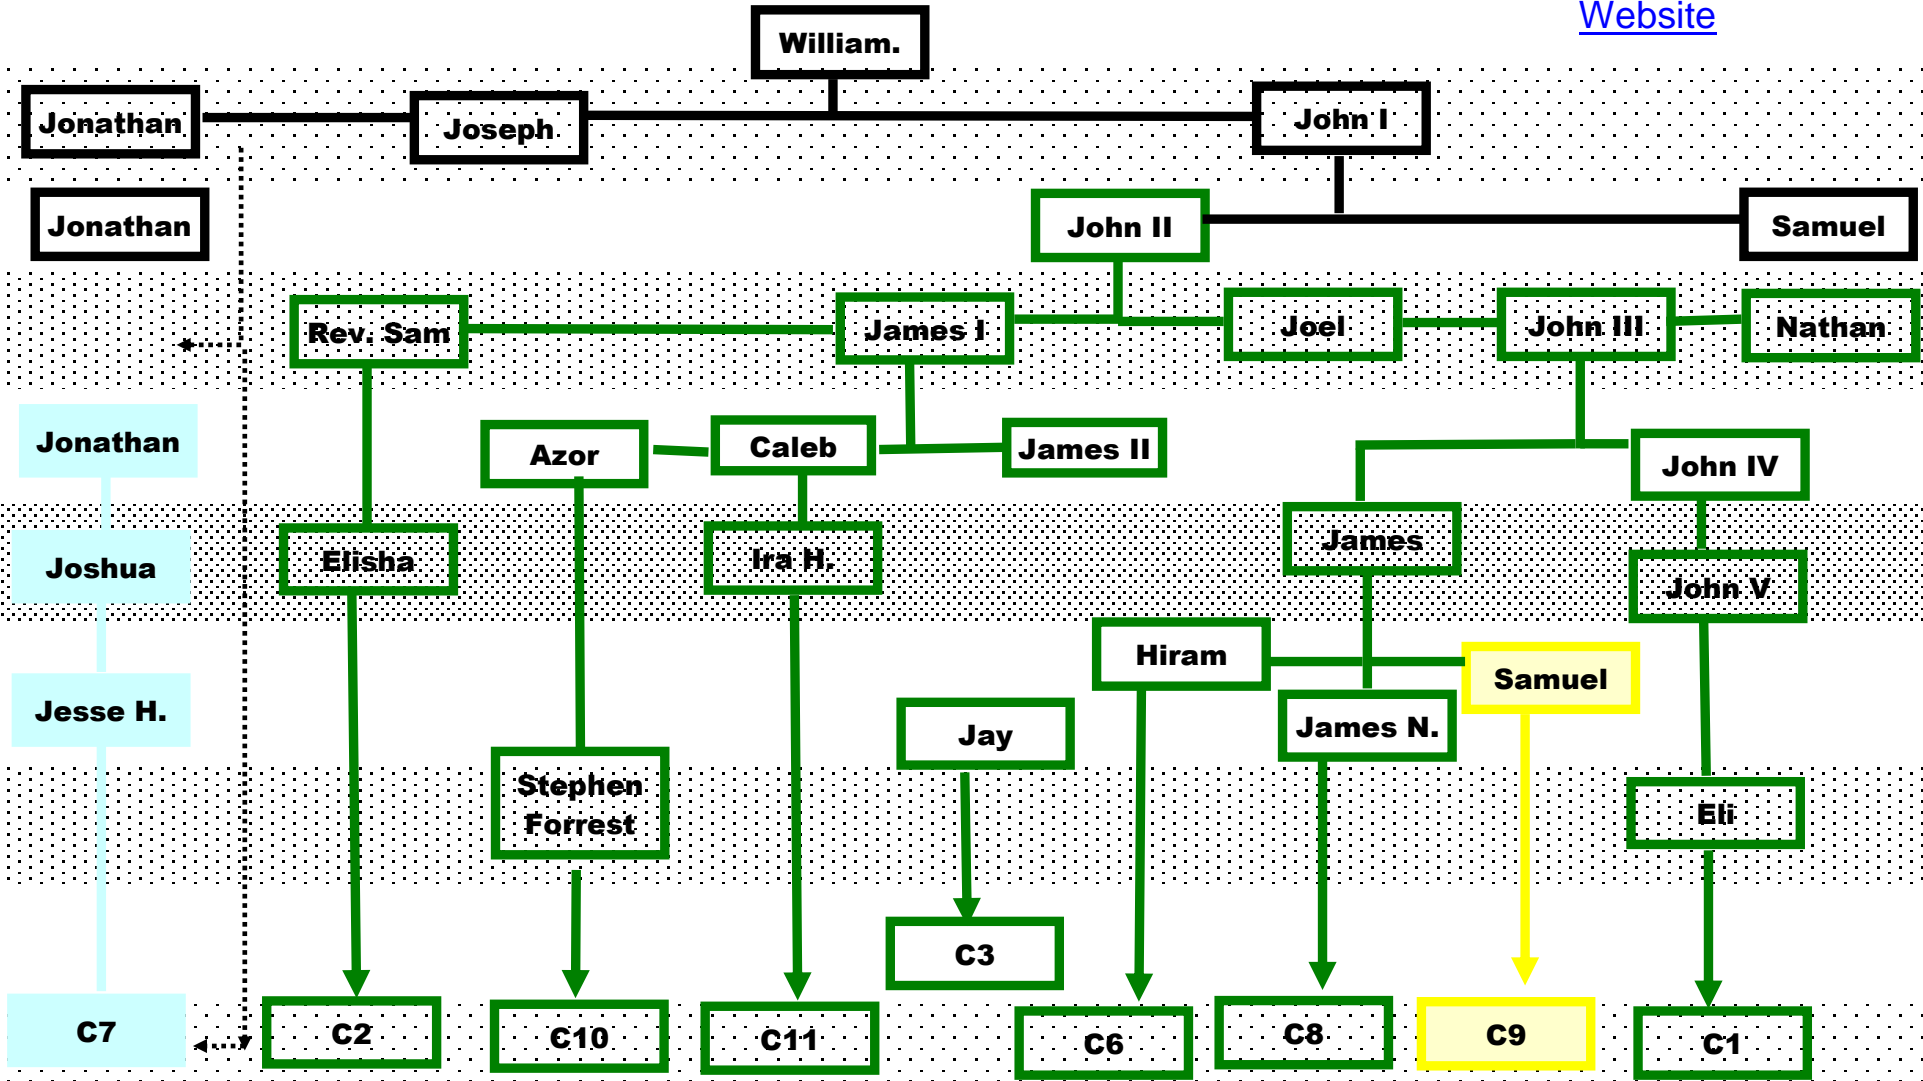 Website
William.
Jonathan
Joseph
John I
Jonathan
John II
Samuel
Rev. Sam
James I
Joel
John III
Nathan
Jonathan
Azor
Caleb
James II
John IV
Joshua
Elisha
Ira H.
James
John V
Hiram
Samuel
Jesse H.
Jay
James N.
Stephen
Forrest
Eli
C3
C7
C2
C10
C11
C6
C8
C9
C1